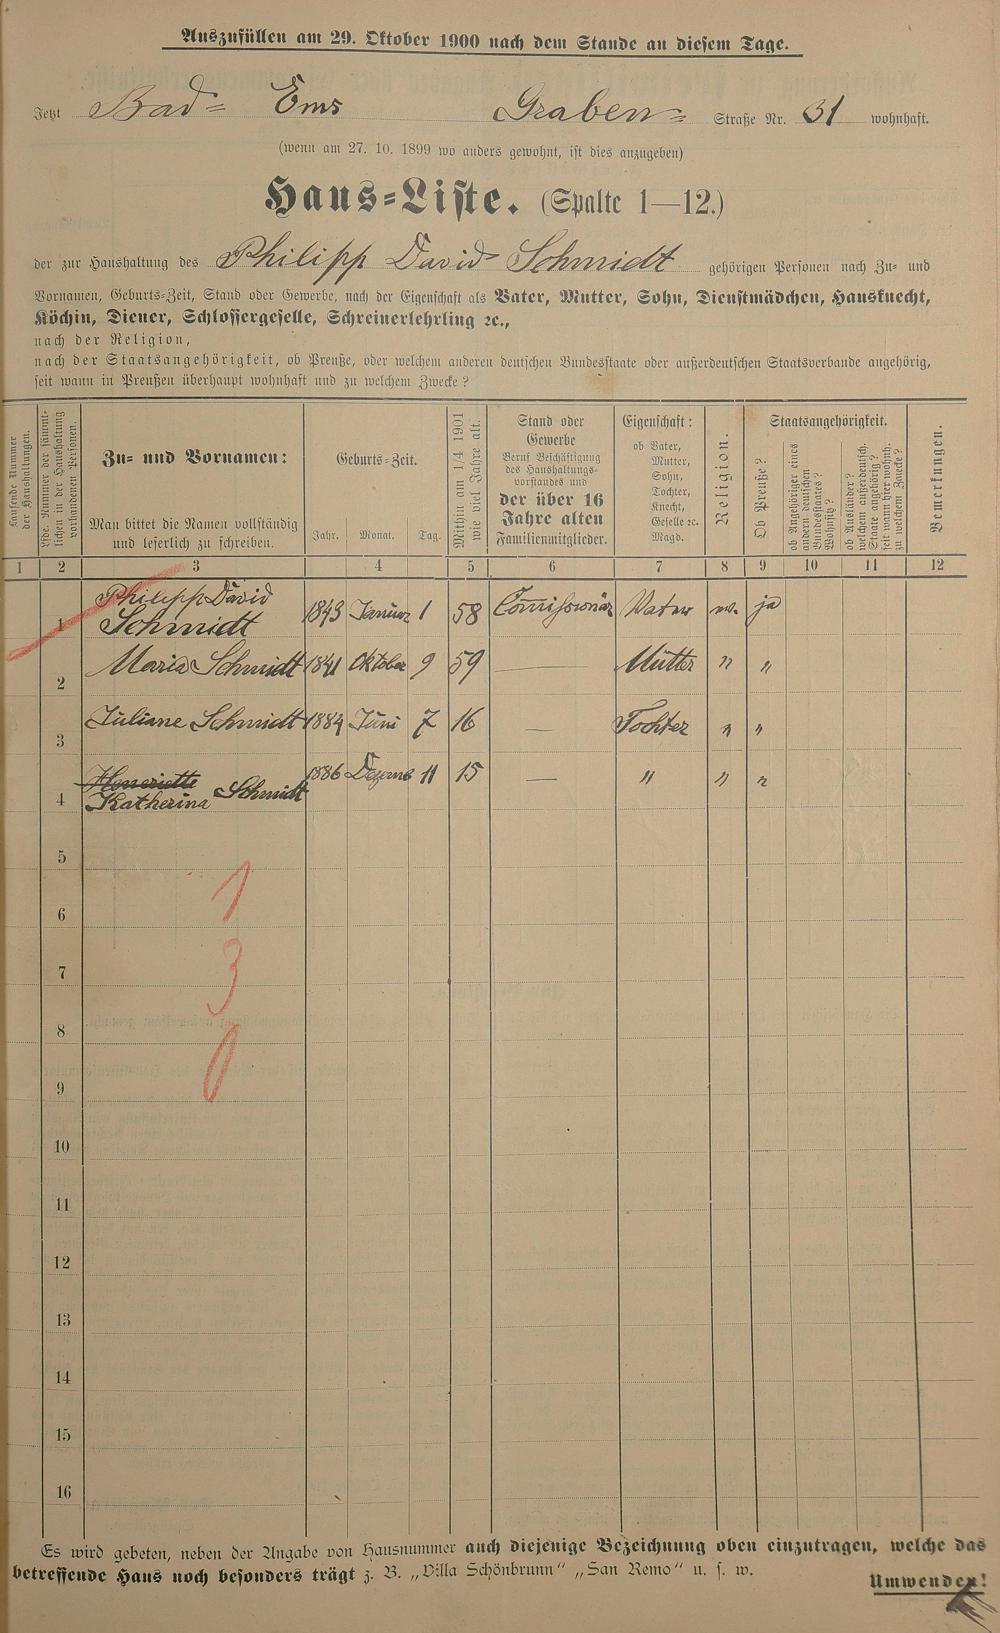 Auszufüllen am 29. Oktober 1900 nach dem Stande an diesem Tage.
Jetzt Bad= Ems Graben= Straße Nr. 31 wohnhaft.
(wenn am 27. 10. 1899 wo anders gewohnt, ist dies anzugeben)
Haus=Liste. (Spalte 1—12.)
der zur Haushaltung des Philipp David Schmidt gehörigen Personen nach Zu= und
Vornamen, Geburts=Zeit, Stand oder Gewerbe, nach der Eigenschaft als Vater, Mutter, Sohn, Dienstmädchen, Hausknecht,
Köchin, Diener, Schlossergeselle, Schreinerlehrling ꝛc.,
nach der Religion,
nach der Staatsangehörigkeit, ob Preuße, oder welchem anderen deutschen Bundesstaate oder außerdeutschen Staatsverbande angehörig,
seit wann in Preußen überhaupt wohnhaft und zu welchem Zwecke?
Laufende Nummer
der Haushaltungen.
Lfde. Nummer der sämmt-
lichen in der Haushaltung
vorhandenen Personen.
Zu= und Vornamen:
Man bittet die Namen vollständig
und leserlich zu schreiben.
Geburts=Zeit.
Jahr. Monat. Tag.
Mithin am 1/4 1901
wie viel Jahre alt.
Stand oder
Gewerbe
Beruf Beschäftigung
des Haushaltungs-
vorstandes und
der über 16
Jahre alten
Familienmitglieder.
Eigenschaft:
ob Vater,
Mutter,
Sohn,
Tochter,
Knecht,
Geselle ꝛc.
Magd.
Religion.
Staatsangehörigkeit.
Ob Preuße?
ob Angehöriger eines
andern deutschen
Bundesstaates?
Wohnsitz?
ob Ausländer?
welchem außerdeutsch.
Staate angehörig?
seit wann hier wohnh.
zu welchem Zwecke?
Bemerkungen.
1 2 3 4 5 6 7 8 9 10 11 12
1 Philipp David
Schmidt 1843 Januar 1 58 Commissionär Vater ja
2 Maria Schmidt 1841 Oktober 9 59 — Mutter " "
3 Juliane Schmidt 1884 Juni 7 16 — Tochter " "
4 Henriette
Katherina Schmidt 1886 11 15 — " " "
5
6
7
8
9
10
11
12
13
14
15
16
1
3
0
Es wird gebeten, neben der Angabe von Hausnummer auch diejenige Bezeichnung oben einzutragen, welche das
betreffende Haus noch besonders trägt z. B. „Villa Schönbrunn" „San Remo" u. s. w.
Umwenden!